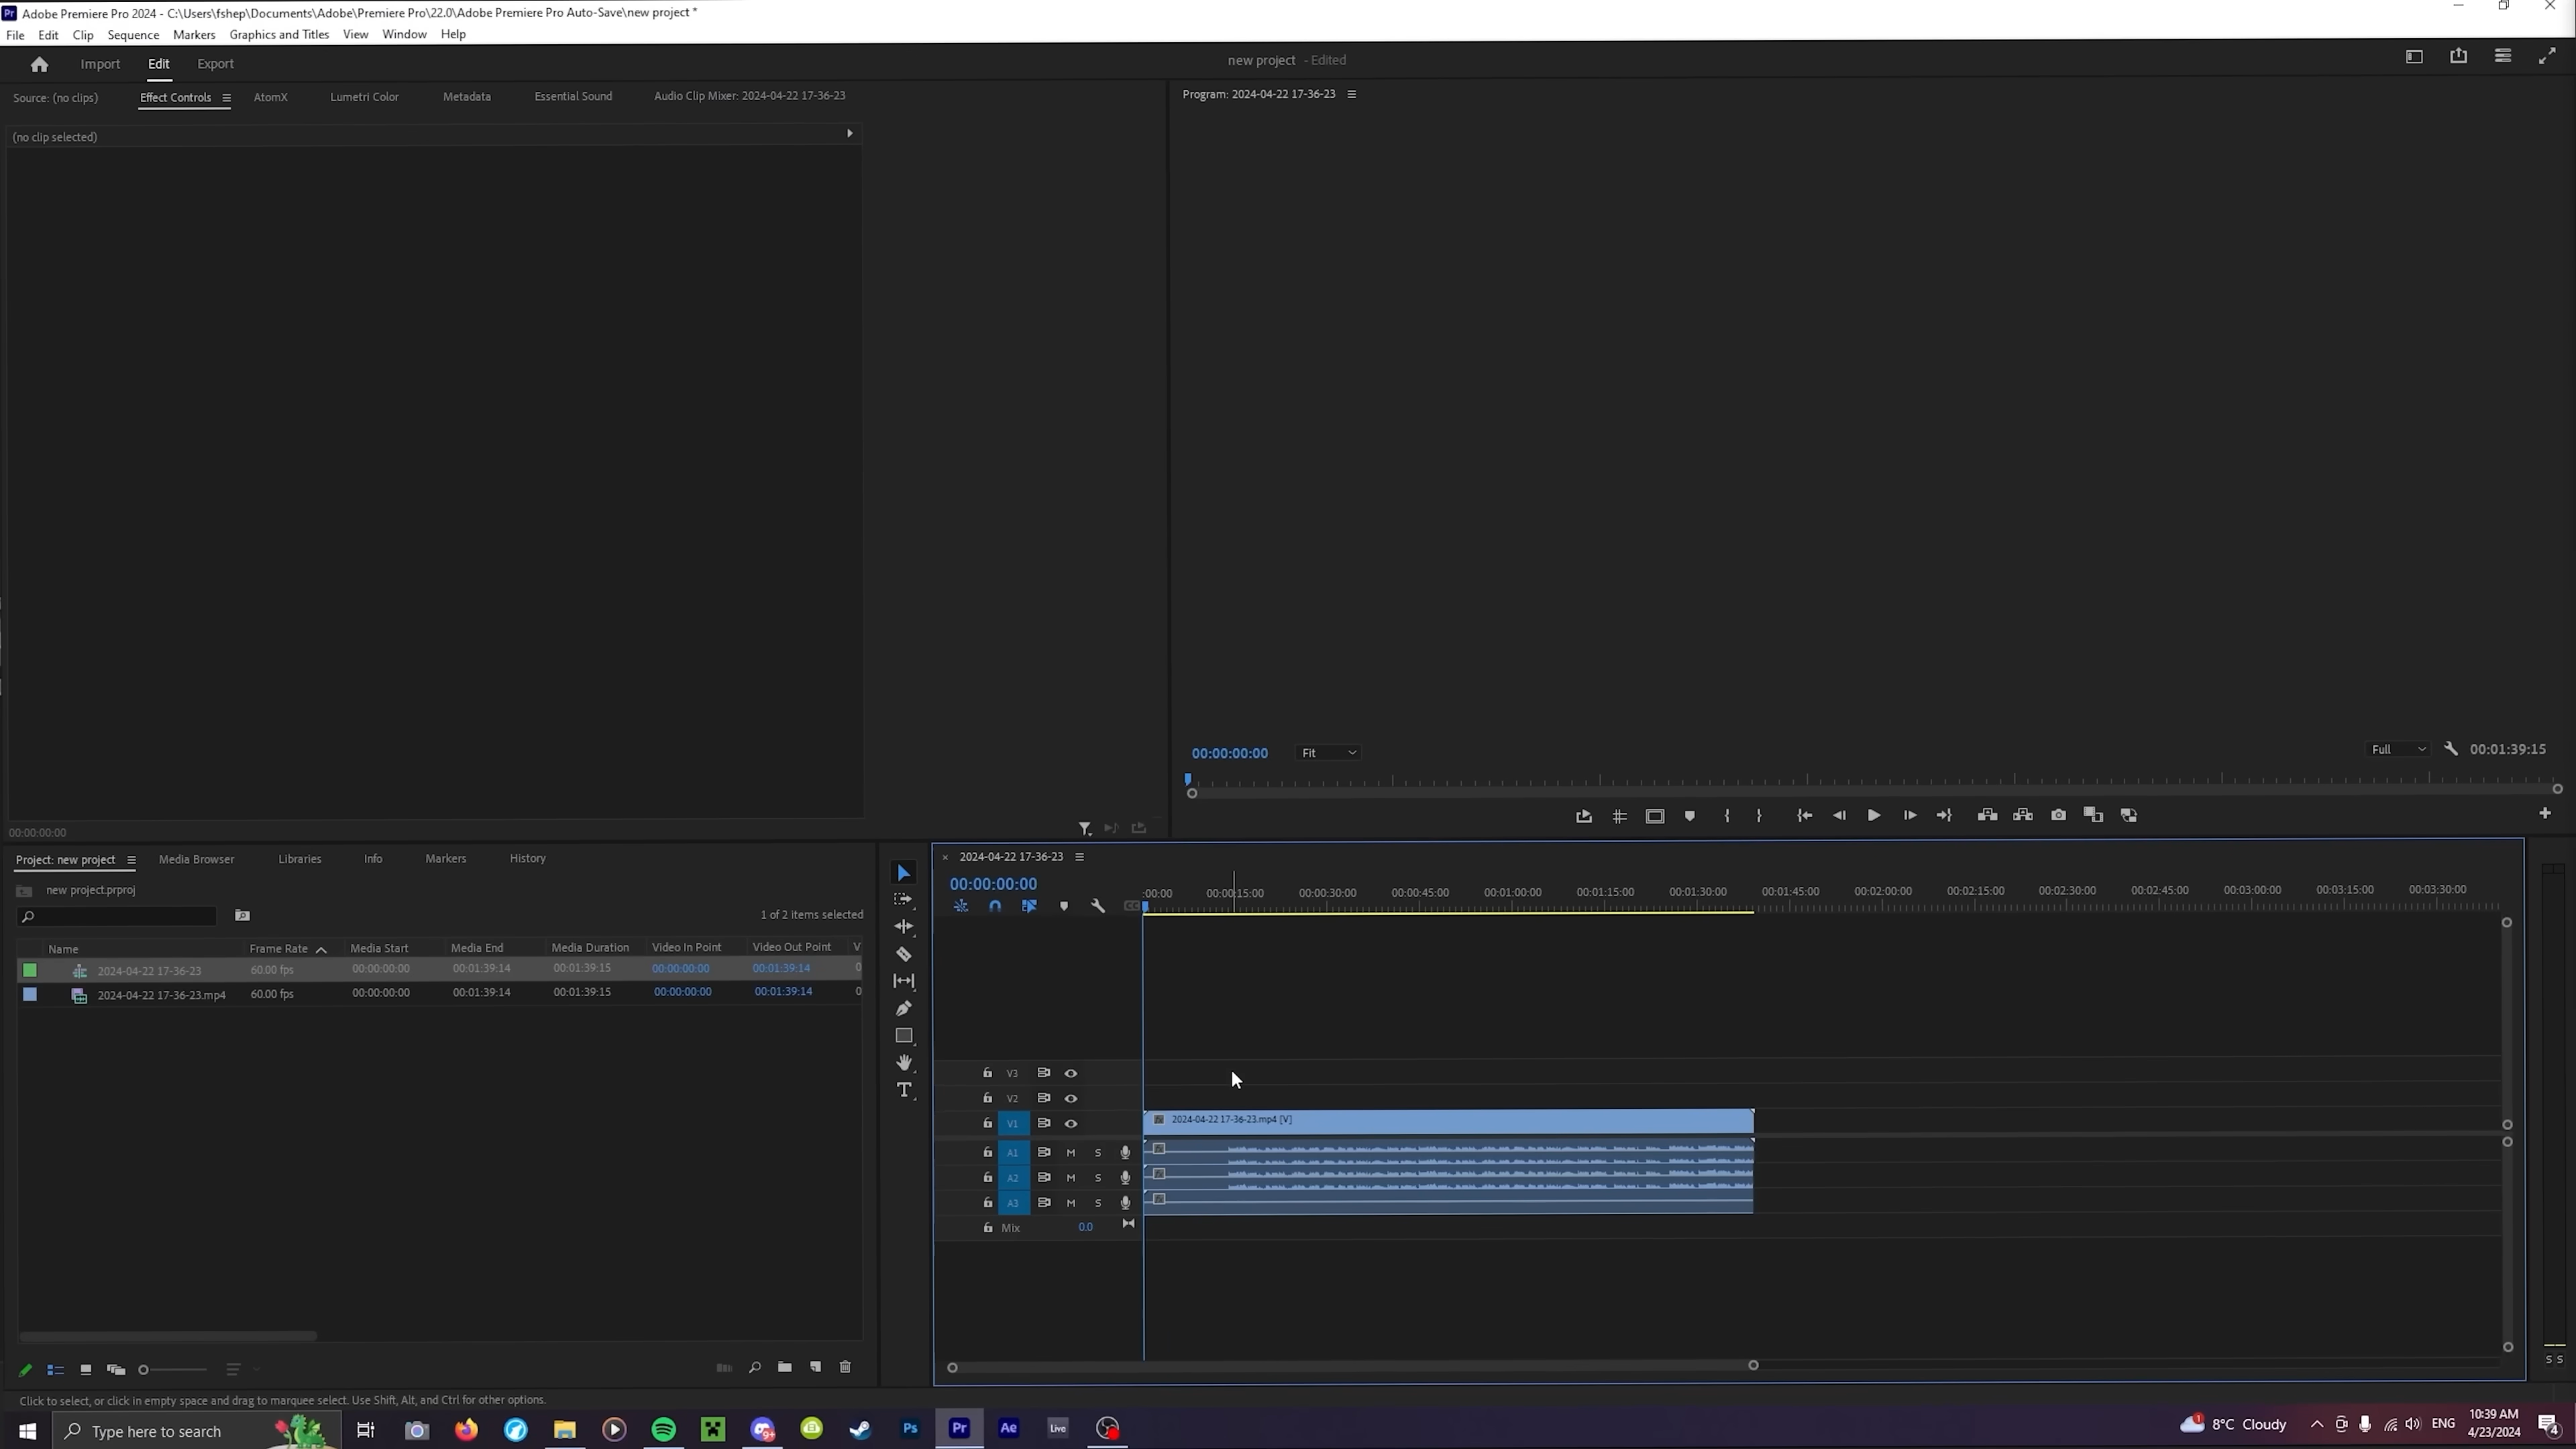 Pr Adobe Premiere Pro 2024 - C:\Users\fshep\Documents\Adobe\Premiere Pro\22.0\Adobe Premiere Pro Auto-Save\new project *
File Edit Clip Sequence Markers Graphics and Titles View Window Help
Import Edit Export
new project - Edited
Source: (no clips) Effect Controls AtomX Lumetri Color Metadata Essential Sound Audio Clip Mixer: 2024-04-22 17-36-23
Program: 2024-04-22 17-36-23
(no clip selected)
00:00:00:00 Fit Full 00:01:39:15
00:00:00:00
Project: new project Media Browser Libraries Info Markers History
new project.prproj
1 of 2 items selected
Name Frame Rate Media Start Media End Media Duration Video In Point Video Out Point V
2024-04-22 17-36-23 60.00 fps 00:00:00:00 00:01:39:14 00:01:39:15 00:00:00:00 00:01:39:14 0
2024-04-22 17-36-23.mp4 60.00 fps 00:00:00:00 00:01:39:14 00:01:39:15 00:00:00:00 00:01:39:14 0
2024-04-22 17-36-23
00:00:00:00
:00:00 00:00:15:00 00:00:30:00 00:00:45:00 00:01:00:00 00:01:15:00 00:01:30:00 00:01:45:00 00:02:00:00 00:02:15:00 00:02:30:00 00:02:45:00 00:03:00:00 00:03:15:00 00:03:30:00
V3
V2
V1 2024-04-22 17-36-23.mp4 [V]
A1 M S
A2 M S
A3 M S
Mix 0.0
S S
Click to select, or click in empty space and drag to marquee select. Use Shift, Alt, and Ctrl for other options.
Type here to search
9+ Ps Pr Ae Live
1 8°C Cloudy ENG 10:39 AM
4/23/2024 4